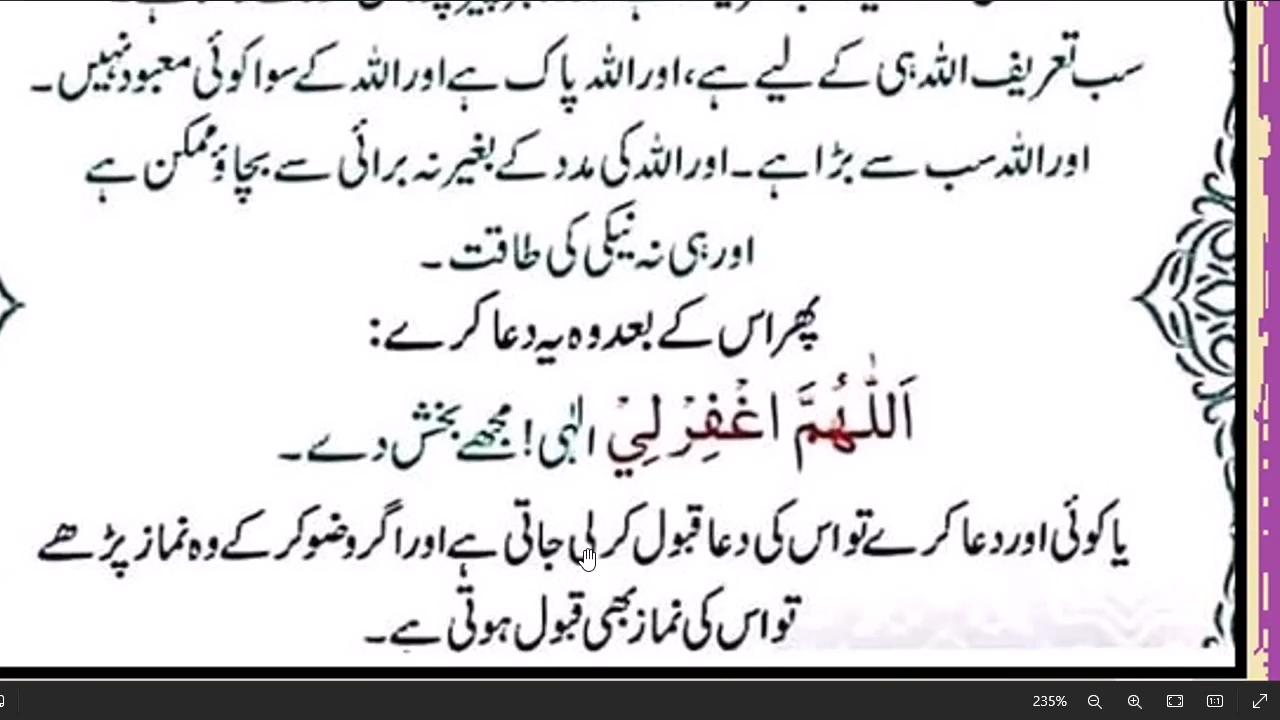 سب تعریف اللہ ہی کے لیے ہے، اور اللہ پاک ہے اور اللہ کے سوا کوئی معبود نہیں۔
اور اللہ سب سے بڑا ہے۔ اور اللہ کی مدد کے بغیر نہ برائی سے بچاؤ ممکن ہے
اور ہی نہ نیکی کی طاقت۔
پھر اس کے بعد وہ یہ دعا کرے:
اَللّٰهُمَّ اغْفِرْ لِيْ الٰہی! مجھے بخش دے۔
یا کوئی اور دعا کرے تو اس کی دعا قبول کر لی جاتی ہے اور اگر وضو کر کے وہ نماز پڑھے
تو اس کی نماز بھی قبول ہوتی ہے۔
235%
1:1